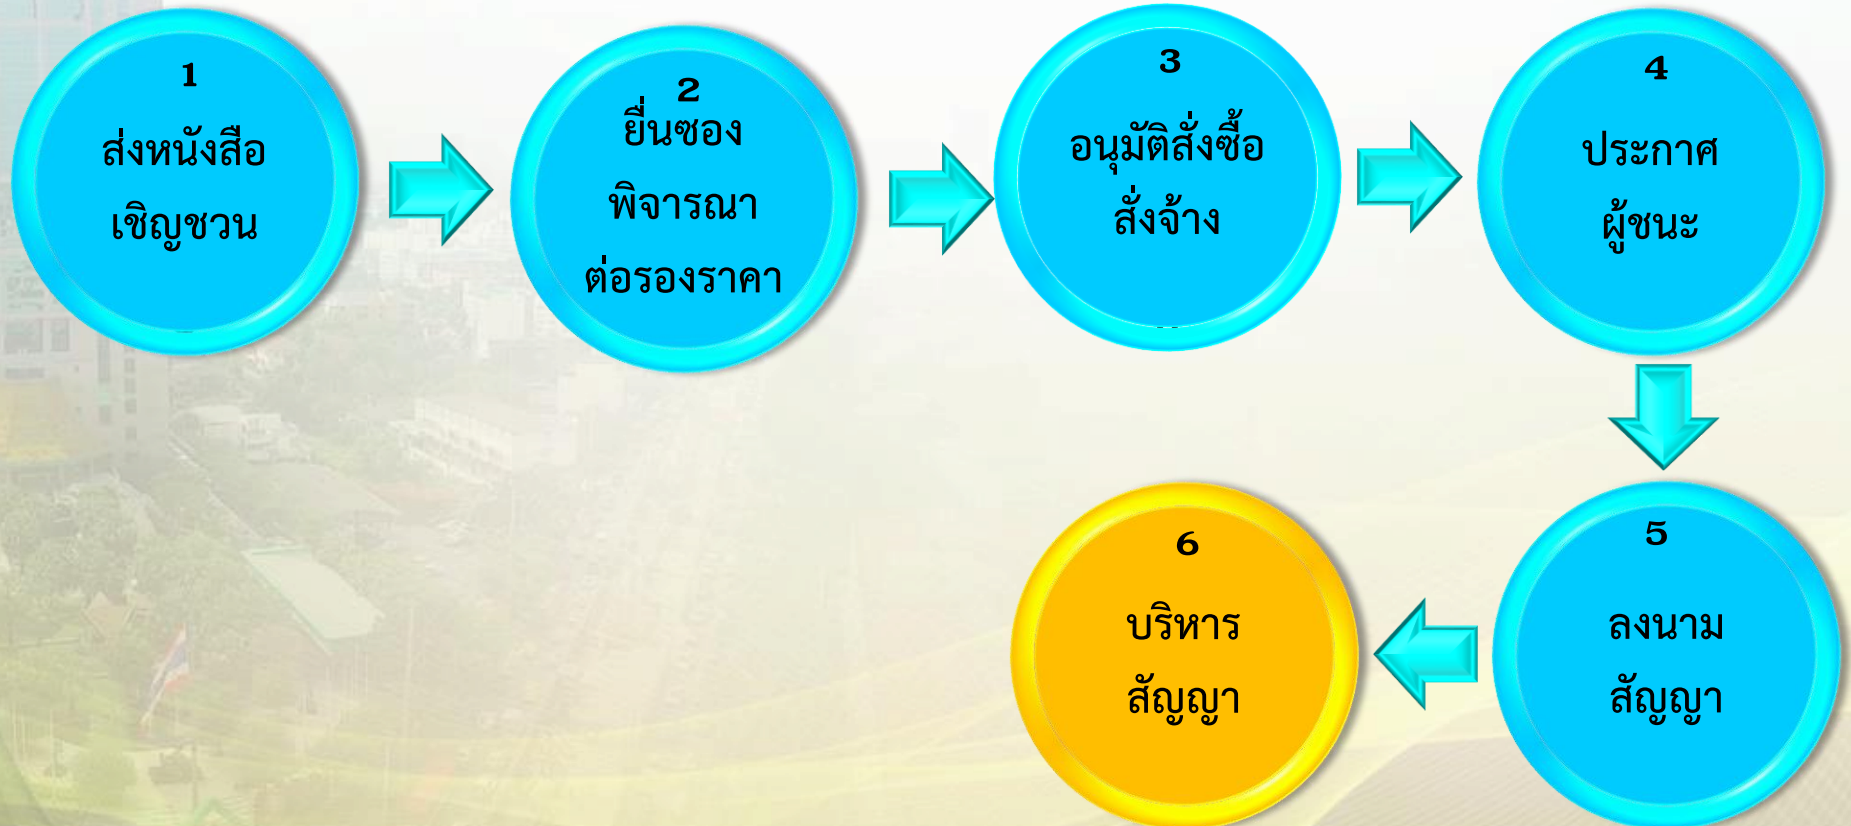 1
ส่งหนังสือ
เชิญชวน
2
ยื่นซอง
พิจารณา
ต่อรองราคา
3
อนุมัติสั่งซื้อ
สั่งจ้าง
4
ประกาศ
ผู้ชนะ
5
ลงนาม
สัญญา
6
บริหาร
สัญญา